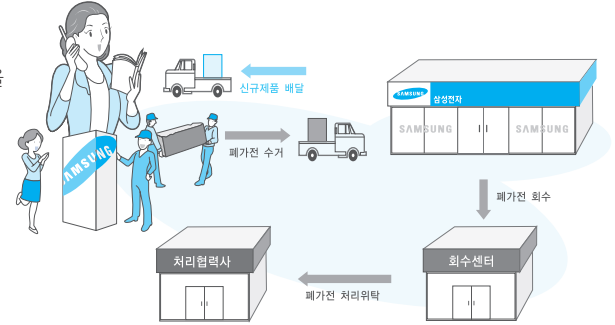 을
신규제품 배달
SAMSUNG
삼성전자
SAMSUNG
SAMSUNG
SAMSUNG
폐가전 수거
폐가전 회수
처리협력사
회수센터
폐가전 처리위탁